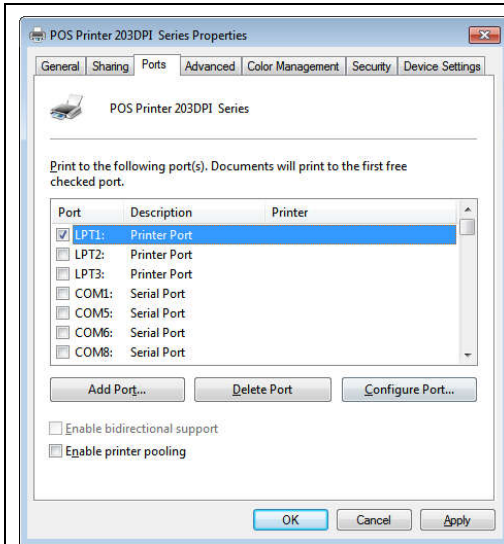 POS Printer 203DPI  Series Properties
General Sharing Ports Advanced Color Management Security Device Settings
POS Printer 203DPI  Series
Print to the following port(s). Documents will print to the first free
checked port.
Port Description Printer
LPT1: Printer Port
LPT2: Printer Port
LPT3: Printer Port
COM1: Serial Port
COM5: Serial Port
COM6: Serial Port
COM8: Serial Port
Add Port... Delete Port Configure Port...
Enable bidirectional support
Enable printer pooling
OK Cancel Apply